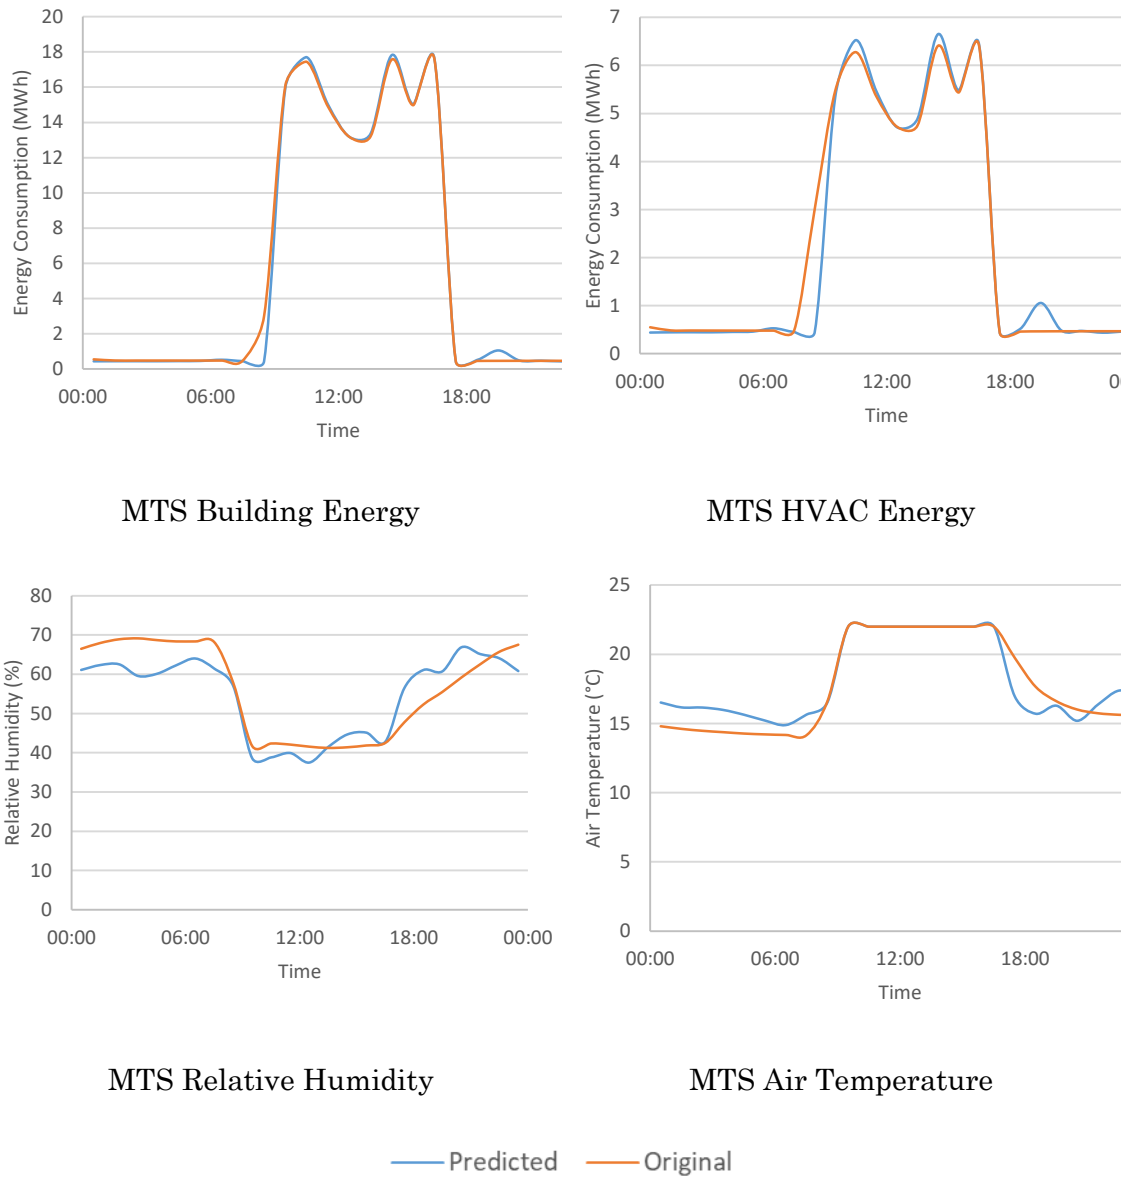 20
18
16
14
12
10
8
6
4
2
0
Energy Consumption (MWh)
00:00 06:00 12:00 18:00
Time
MTS Building Energy
7
6
5
4
3
2
1
0
Energy Consumption (MWh)
00:00 06:00 12:00 18:00
Time
MTS HVAC Energy
80
70
60
50
40
30
20
10
0
Relative Humidity (%)
00:00 06:00 12:00 18:00 00:00
Time
MTS Relative Humidity
25
20
15
10
5
0
Air Temperature (°C)
00:00 06:00 12:00 18:00
Time
MTS Air Temperature
Predicted Original